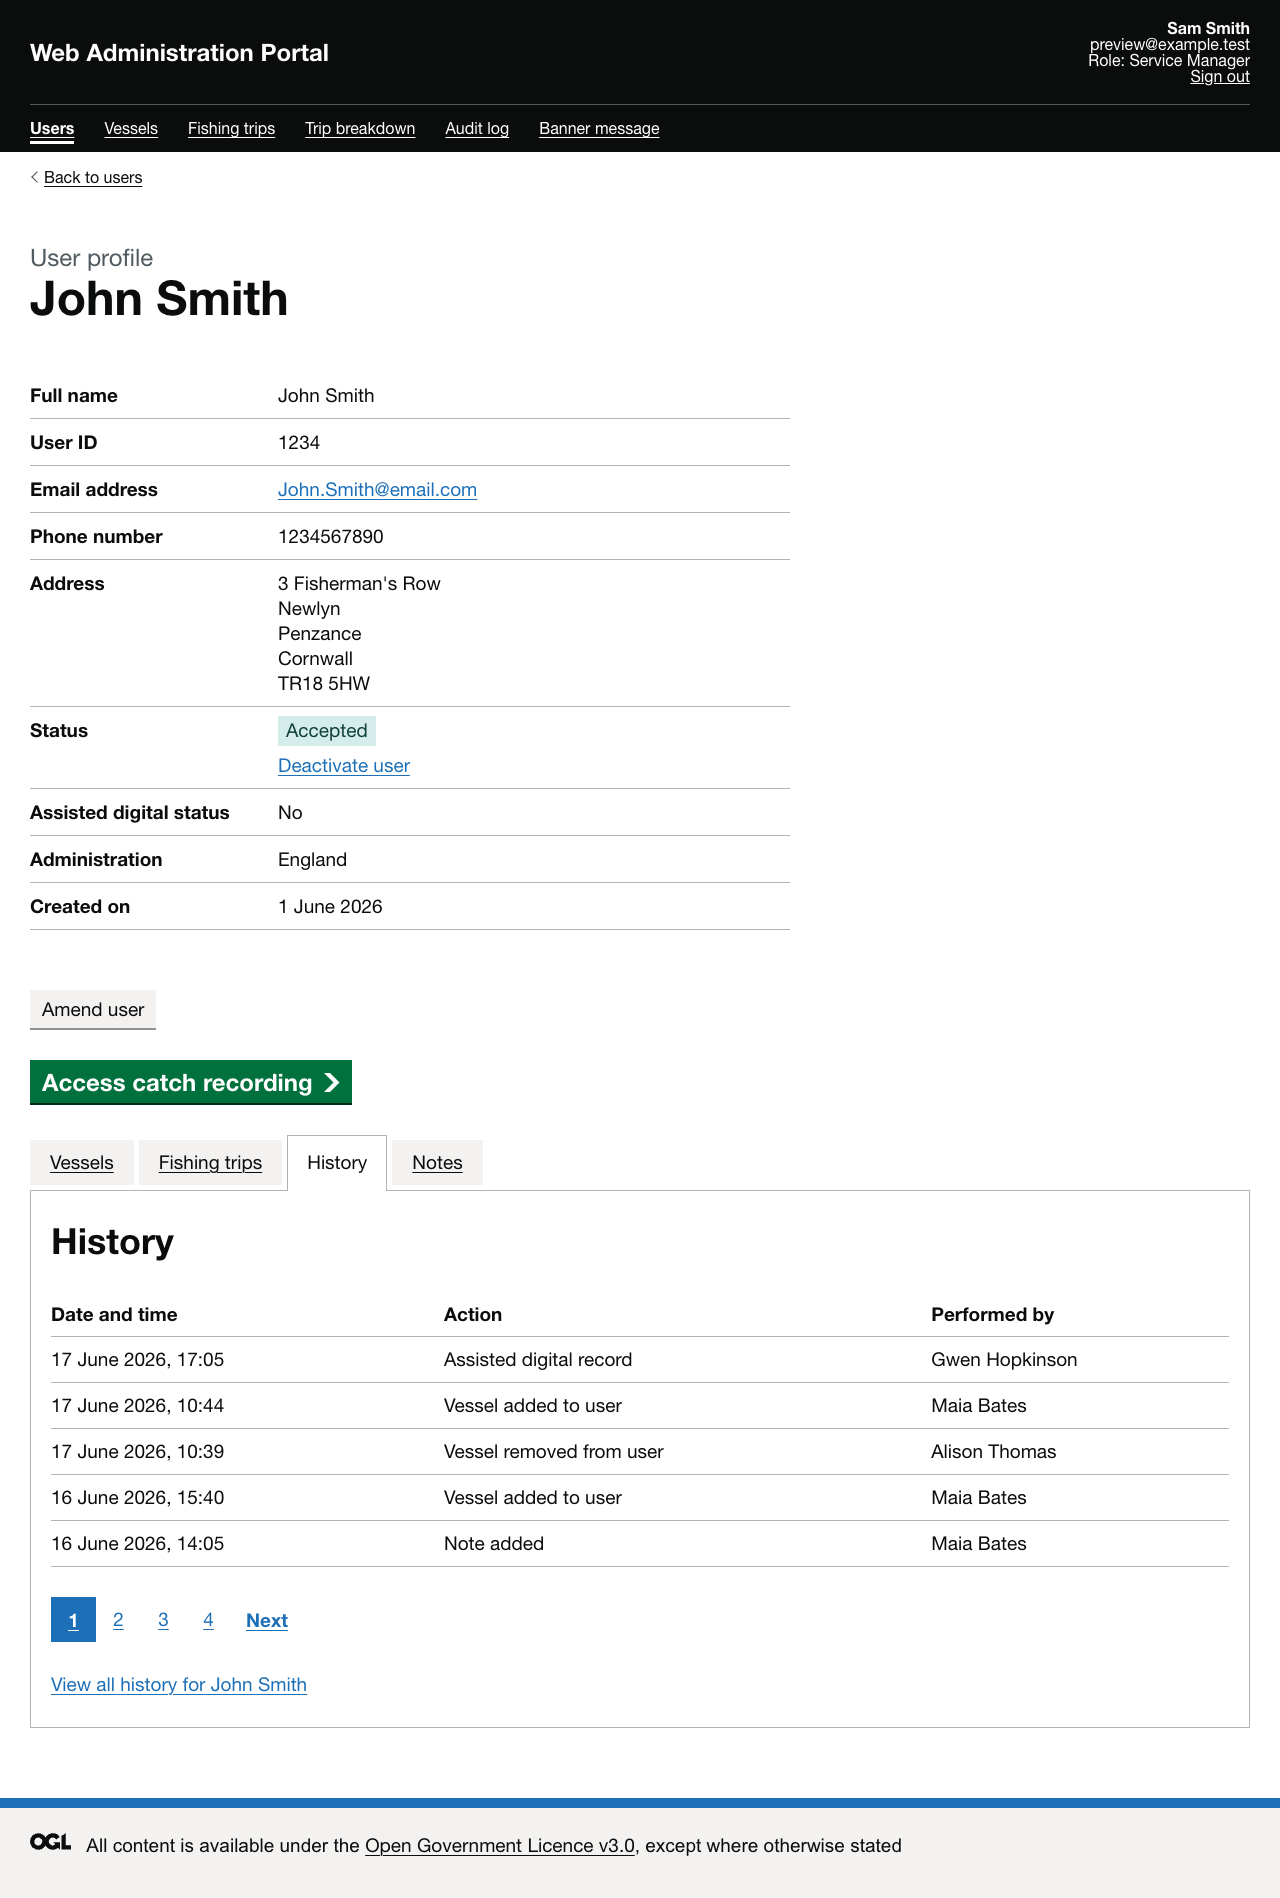 Web Administration Portal
Sam Smith
preview@example.test
Role: Service Manager
Sign out
Users Vessels Fishing trips Trip breakdown Audit log Banner message
Back to users
User profile
John Smith
Full name John Smith
User ID 1234
Email address John.Smith@email.com
Phone number 1234567890
Address 3 Fisherman's Row
Newlyn
Penzance
Cornwall
TR18 5HW
Status Accepted
Deactivate user
Assisted digital status No
Administration England
Created on 1 June 2026
Amend user
Access catch recording
Vessels Fishing trips History Notes
History
Date and time Action Performed by
17 June 2026, 17:05 Assisted digital record Gwen Hopkinson
17 June 2026, 10:44 Vessel added to user Maia Bates
17 June 2026, 10:39 Vessel removed from user Alison Thomas
16 June 2026, 15:40 Vessel added to user Maia Bates
16 June 2026, 14:05 Note added Maia Bates
1 2 3 4 Next
View all history for John Smith
OGL All content is available under the Open Government Licence v3.0, except where otherwise stated